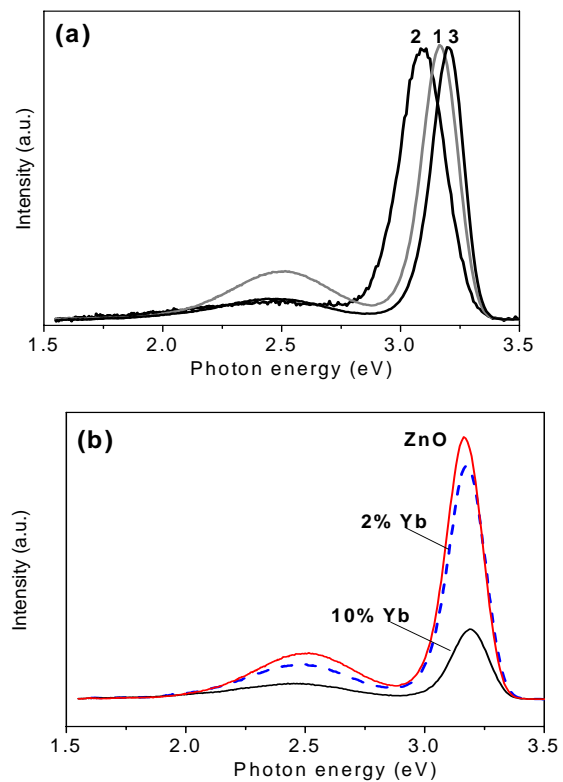 (a)
2 1 3
Intensity (a.u.)
1.5 2.0 2.5 3.0 3.5
Photon energy (eV)
(b)
ZnO
2% Yb
10% Yb
Intensity (a.u.)
1.5 2.0 2.5 3.0 3.5
Photon energy (eV)